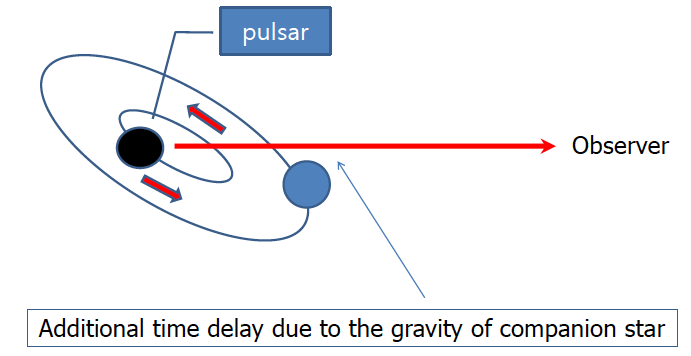 pulsar
Observer
Additional time delay due to the gravity of companion star